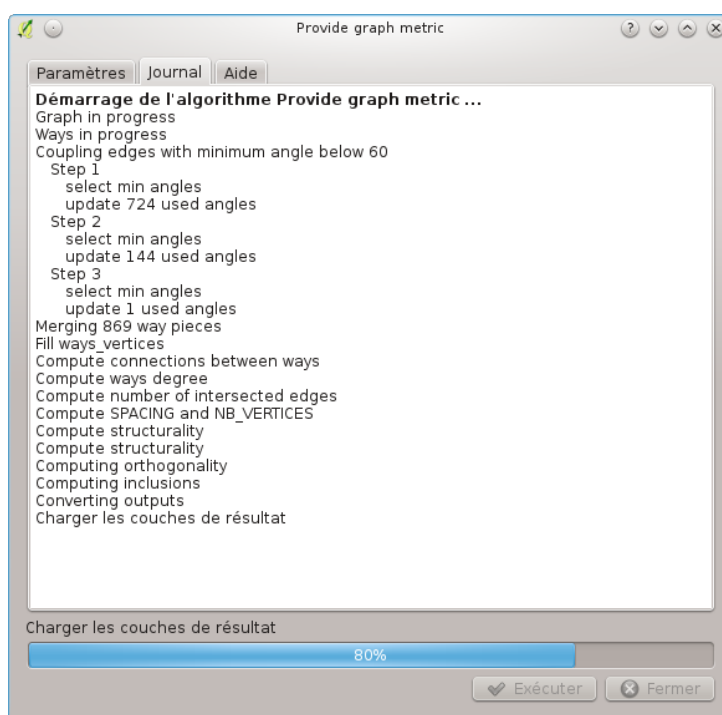 Provide graph metric
Paramètres Journal Aide
Démarrage de l'algorithme Provide graph metric ...
Graph in progress
Ways in progress
Coupling edges with minimum angle below 60
Step 1
select min angles
update 724 used angles
Step 2
select min angles
update 144 used angles
Step 3
select min angles
update 1 used angles
Merging 869 way pieces
Fill ways_vertices
Compute connections between ways
Compute ways degree
Compute number of intersected edges
Compute SPACING and NB_VERTICES
Compute structurality
Compute structurality
Computing orthogonality
Computing inclusions
Converting outputs
Charger les couches de résultat
Charger les couches de résultat
80%
Exécuter Fermer